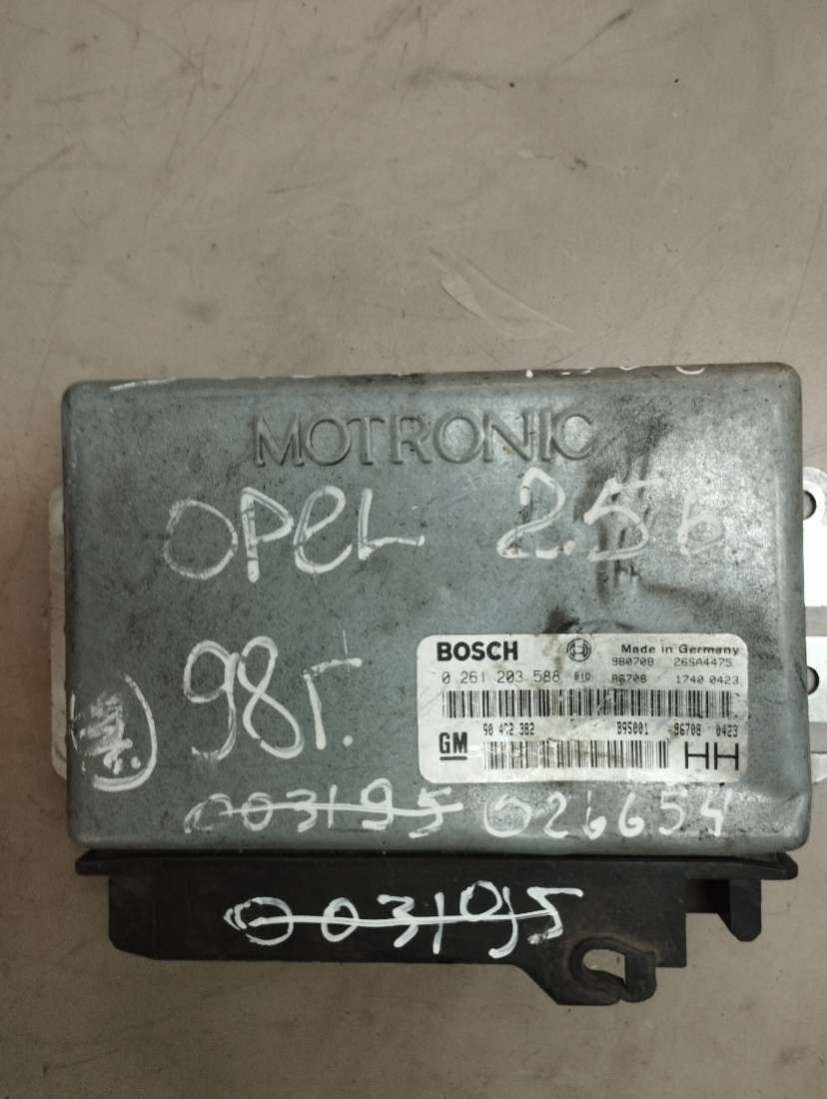 MOTRONIC
OPEL 2.5 б
98г.
BOSCH Made in Germany
980708 26SA4475
0 261 203 588 86708 1740 0423
90 492 382 B95001 86708 0423
GM HH
003195 026654
003195